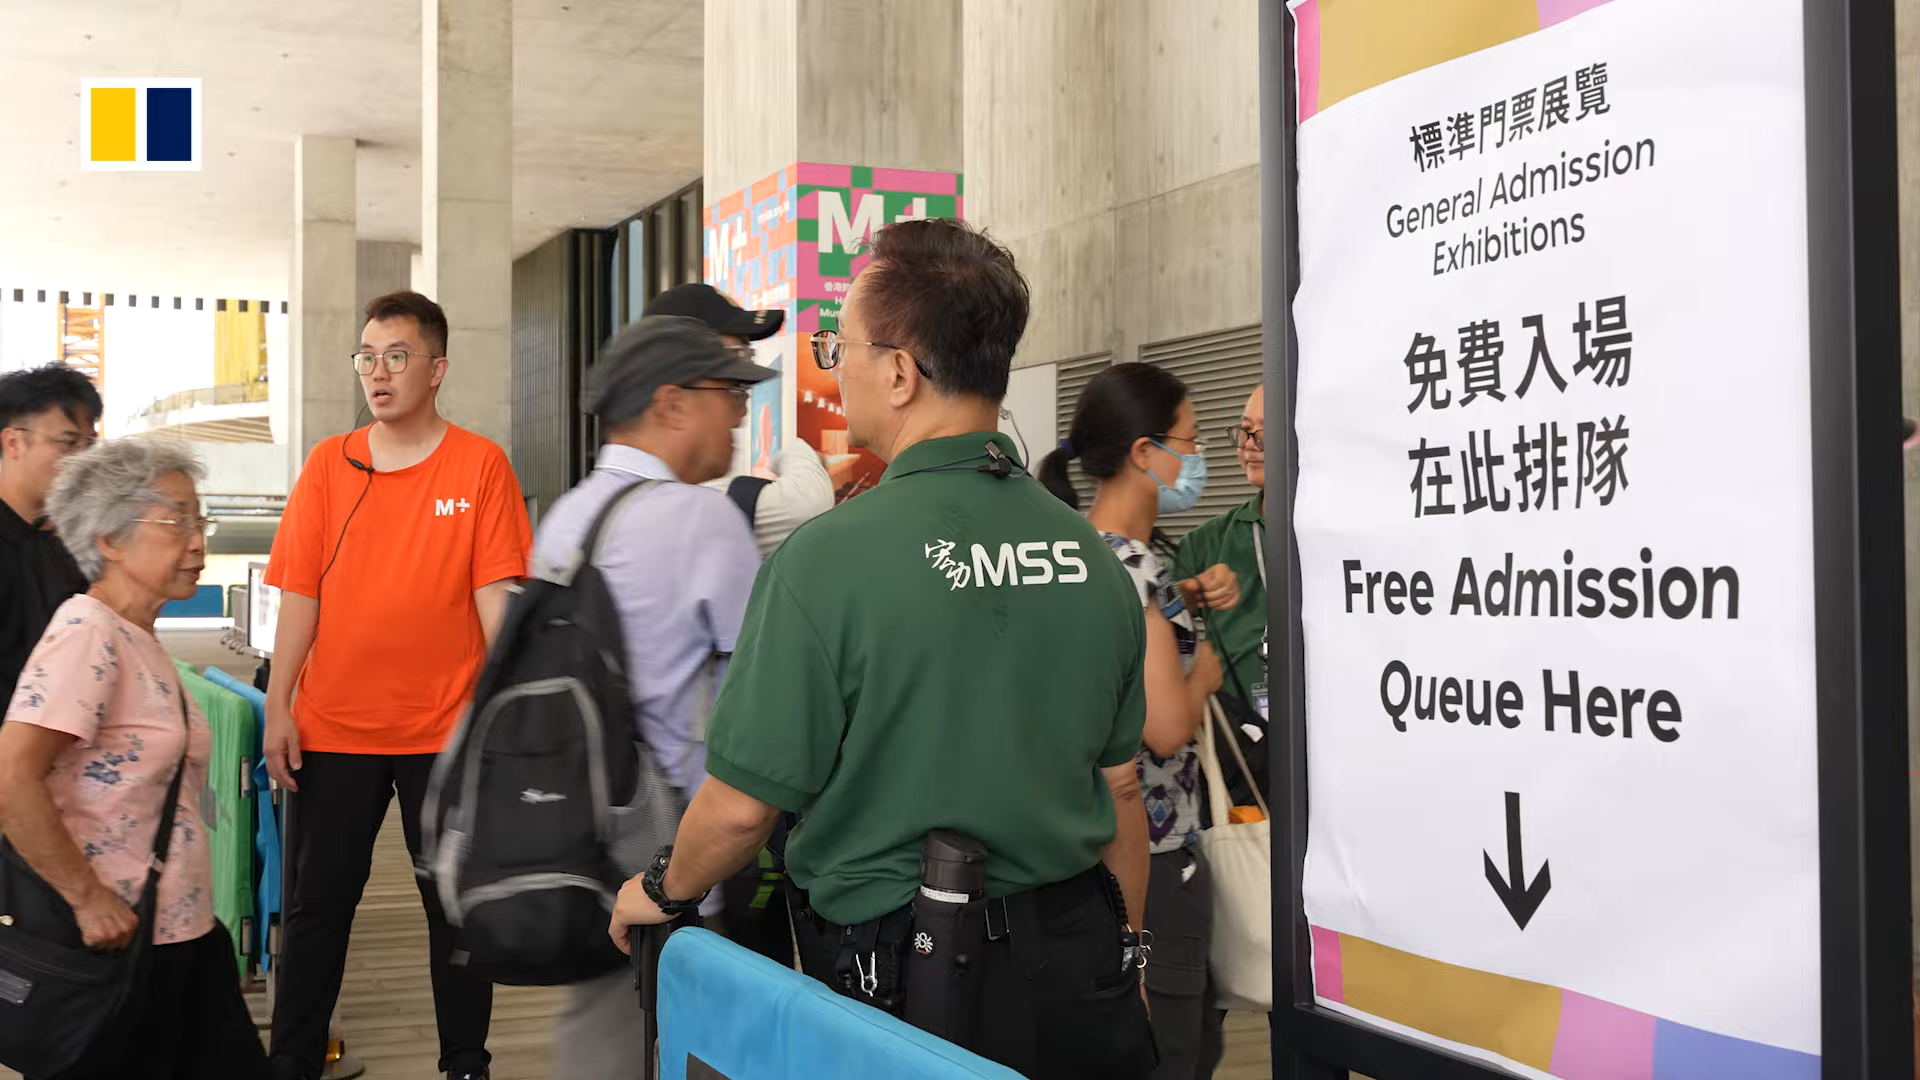 標準門票展覽
General Admission
Exhibitions
免費入場
在此排隊
Free Admission
Queue Here
M+
M+
M+
MSS